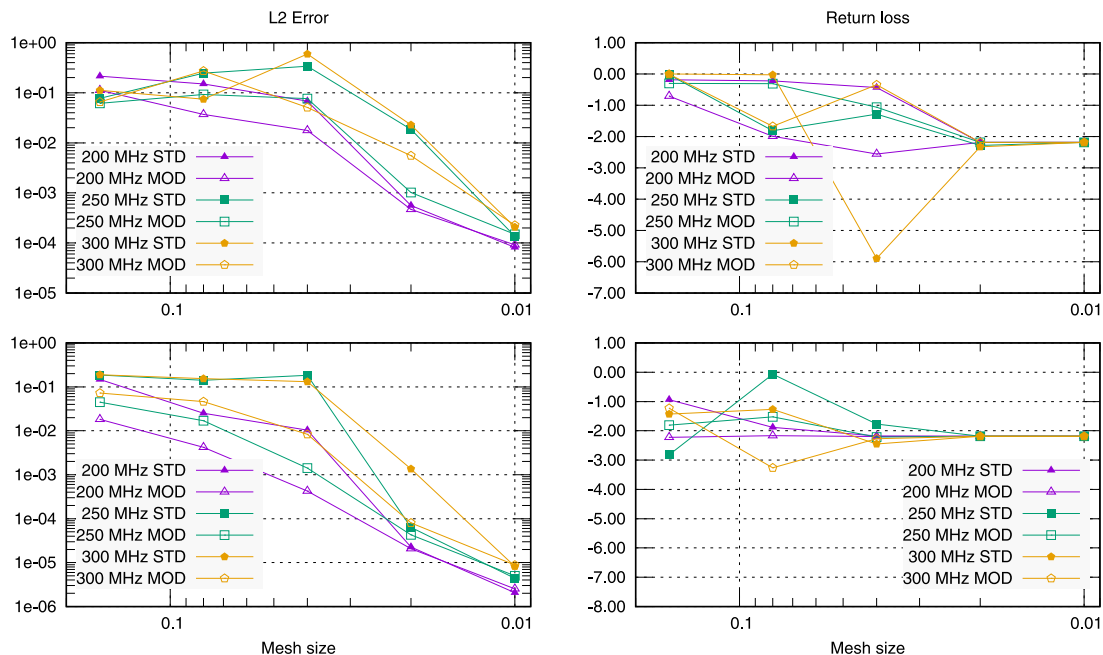 L2 Error
1e+00
1e-01
1e-02
1e-03
1e-04
1e-05
200 MHz STD
200 MHz MOD
250 MHz STD
250 MHz MOD
300 MHz STD
300 MHz MOD
0.1
0.01
Return loss
1.00
0.00
-1.00
-2.00
-3.00
-4.00
-5.00
-6.00
-7.00
200 MHz STD
200 MHz MOD
250 MHz STD
250 MHz MOD
300 MHz STD
300 MHz MOD
0.1
0.01
1e+00
1e-01
1e-02
1e-03
1e-04
1e-05
1e-06
200 MHz STD
200 MHz MOD
250 MHz STD
250 MHz MOD
300 MHz STD
300 MHz MOD
0.1
0.01
Mesh size
1.00
0.00
-1.00
-2.00
-3.00
-4.00
-5.00
-6.00
-7.00
-8.00
200 MHz STD
200 MHz MOD
250 MHz STD
250 MHz MOD
300 MHz STD
300 MHz MOD
0.1
0.01
Mesh size